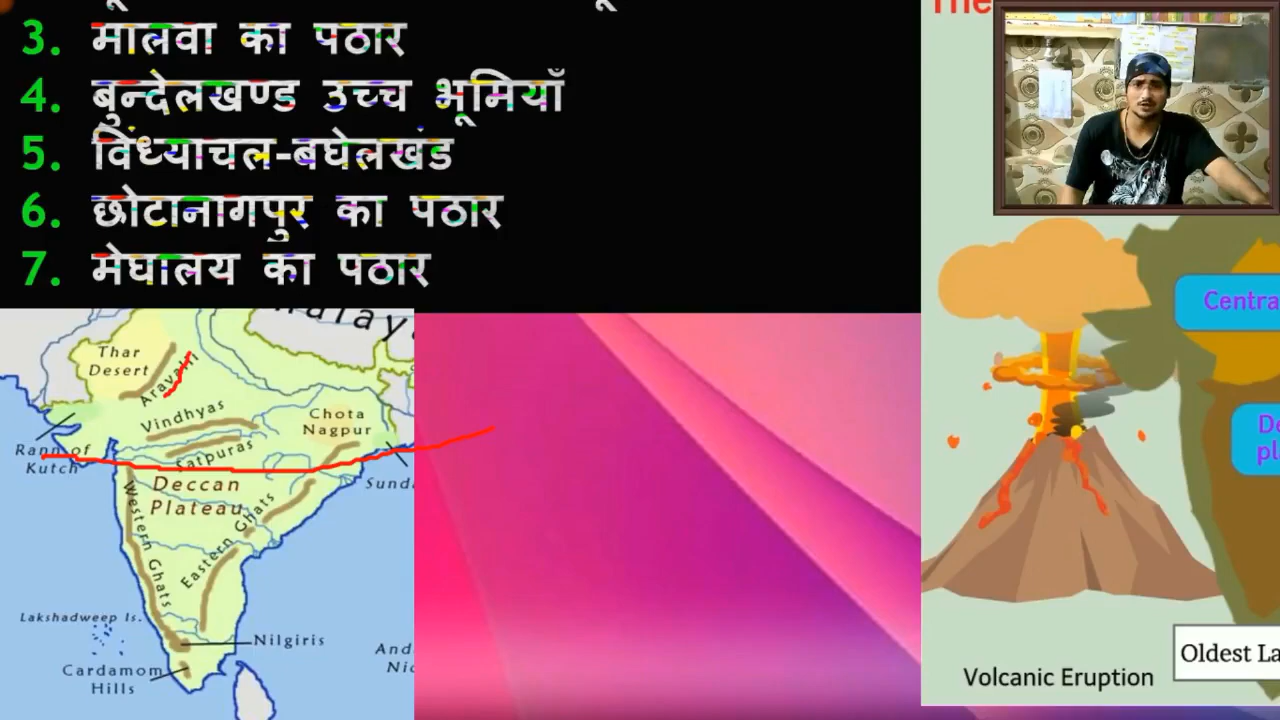 3. मालवा का पठार
4. बुन्देलखण्ड उच्च भूमियाँ
5. विंध्याचल-बघेलखंड
6. छोटानागपुर का पठार
7. मेघालय का पठार
Thar
Desert
Aravalli
Vindhyas
Chota
Nagpur
Rann of
Kutch
Satpuras
Deccan
Plateau
Western Ghats
Eastern Ghats
Lakshadweep Is.
Nilgiris
Cardamom
Hills
Volcanic Eruption
Oldest